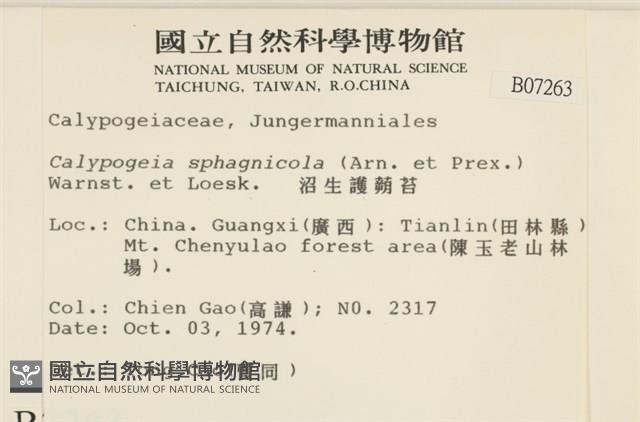 國立自然科學博物館
NATIONAL MUSEUM OF NATURAL SCIENCE
TAICHUNG, TAIWAN, R.O.CHINA
B07263
Calypogeiaceae, Jungermanniales
Calypogeia sphagnicola (Arn. et Prex.)
Warnst. et Loesk. 沼生護蒴苔
Loc.: China. Guangxi(廣西): Tianlin(田林縣)
Mt. Chenyulao forest area(陳玉老山林
場).
Col.: Chien Gao(高謙); NO. 2317
Date: Oct. 03, 1974.
同)
國立自然科學博物館
NATIONAL MUSEUM OF NATURAL SCIENCE